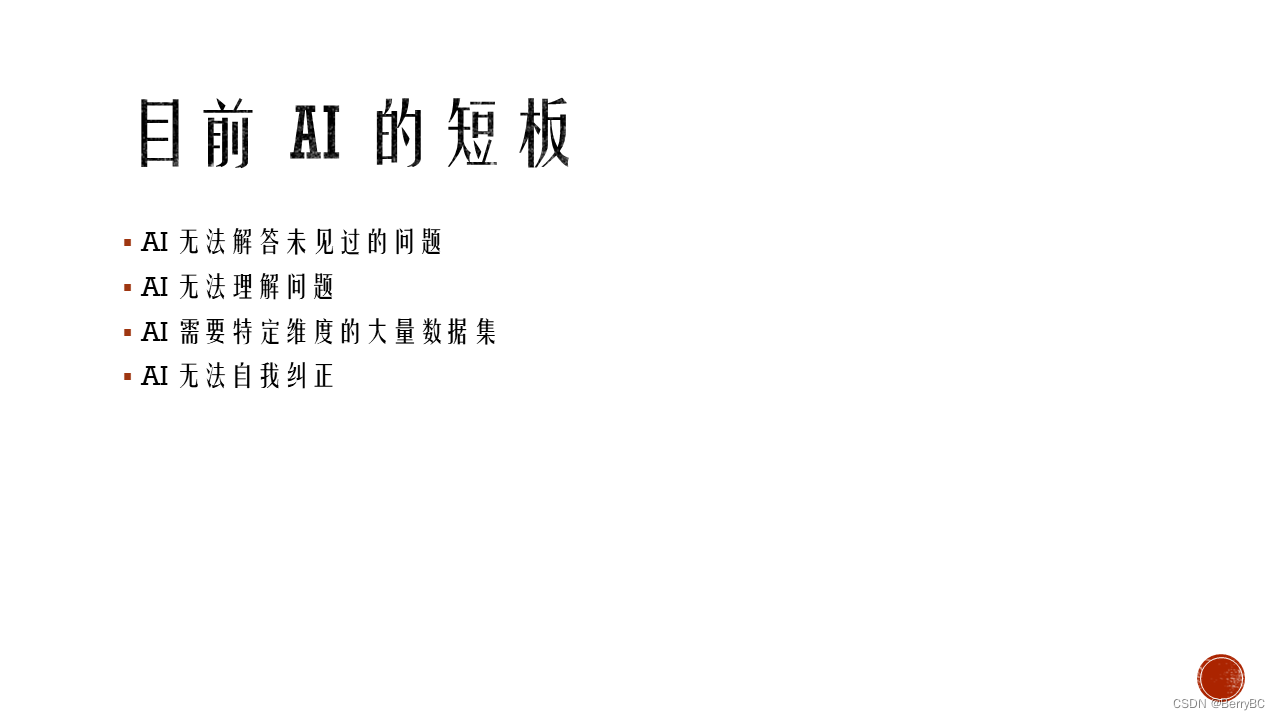 目前 AI 的短板
▪ AI 无法解答未见过的问题
▪ AI 无法理解问题
▪ AI 需要特定维度的大量数据集
▪ AI 无法自我纠正
CSDN @BerryBC